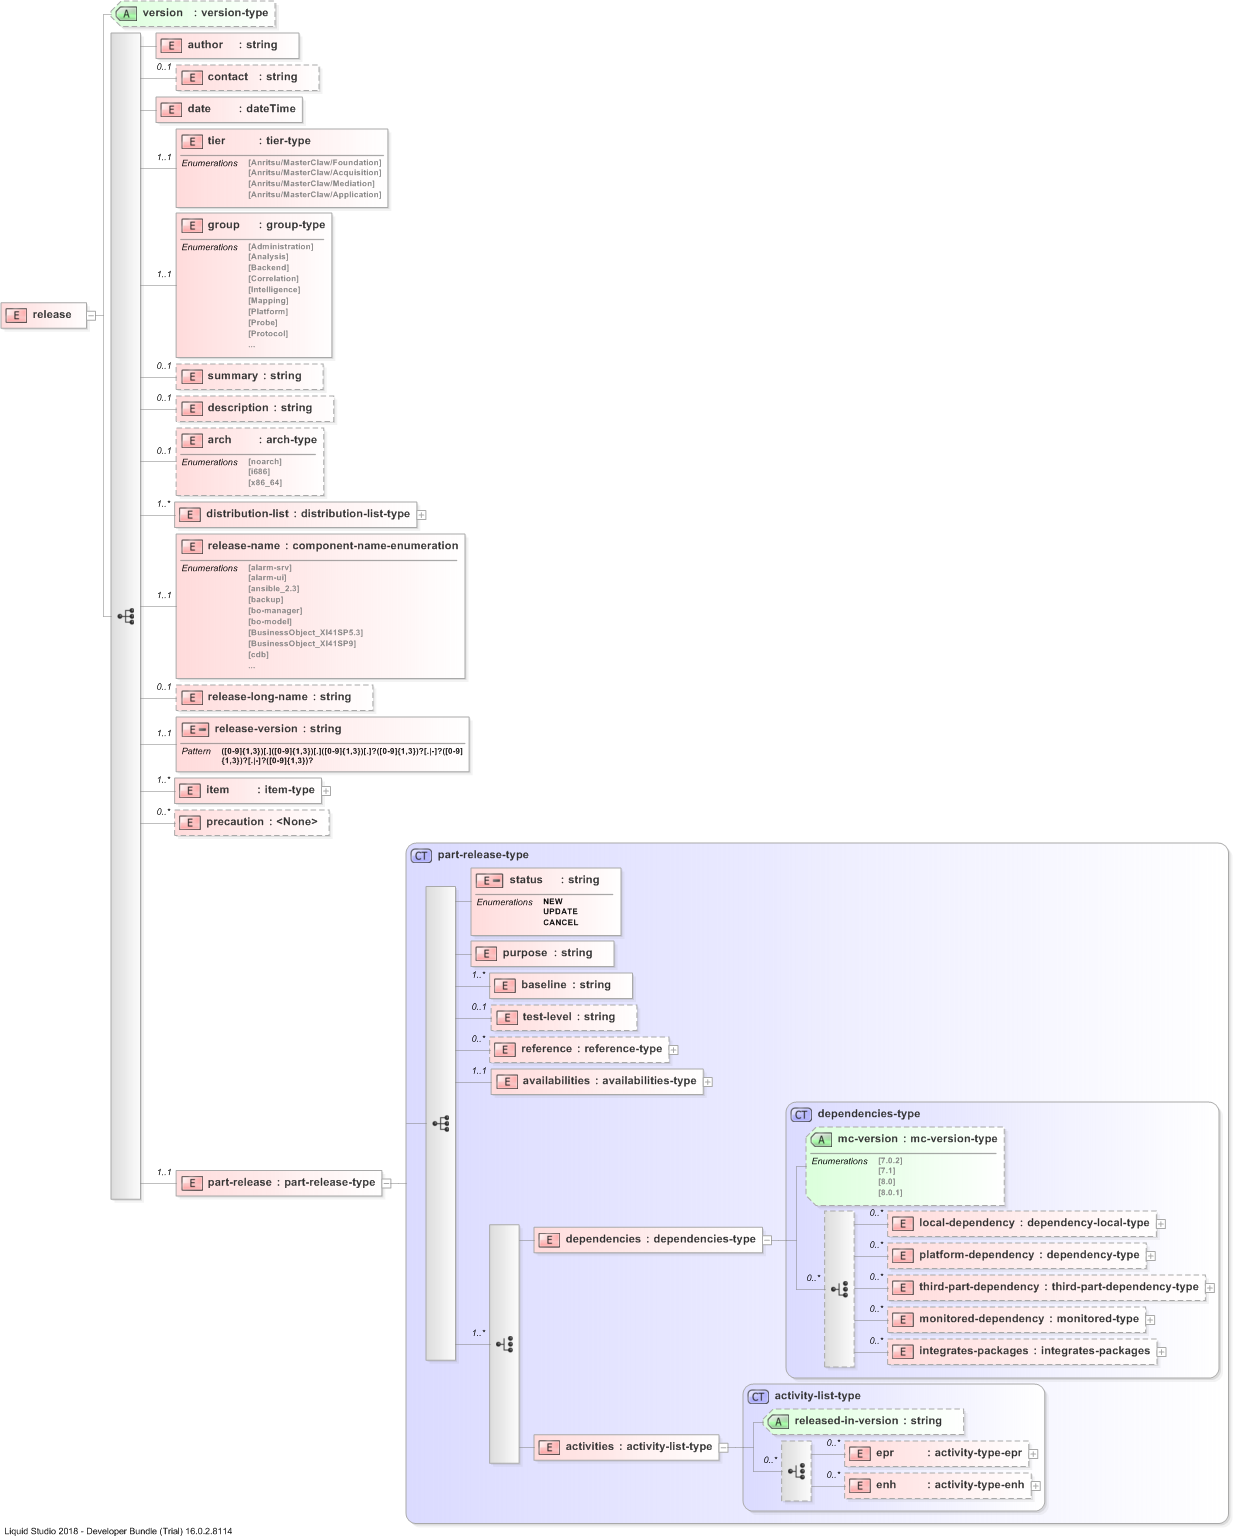 A version : version-type
E author : string
0..1
E contact : string
E date : dateTime
E tier : tier-type
1..1
Enumerations [Anritsu/MasterClaw/Foundation]
[Anritsu/MasterClaw/Acquisition]
[Anritsu/MasterClaw/Mediation]
[Anritsu/MasterClaw/Application]
E group : group-type
Enumerations [Administration]
[Analysis]
[Backend]
1..1
[Correlation]
[Intelligence]
[Mapping]
[Platform]
[Probe]
[Protocol]
...
E release
0..1
E summary : string
0..1
E description : string
E arch : arch-type
0..1
Enumerations [noarch]
[i686]
[x86_64]
1..*
E distribution-list : distribution-list-type
E release-name : component-name-enumeration
Enumerations [alarm-srv]
[alarm-ui]
[ansible_2.3]
1..1
[backup]
[bo-manager]
[bo-model]
[BusinessObject_XI41SP5.3]
[BusinessObject_XI41SP9]
[cdb]
...
0..1
E release-long-name : string
E release-version : string
1..1
Pattern ([0-9]{1,3})[.]([0-9]{1,3})[.]([0-9]{1,3})[.]?([0-9]{1,3})?[.|-]?([0-9]
{1,3})?[.|-]?([0-9]{1,3})?
1..*
E item : item-type
0..*
E precaution : <None>
CT part-release-type
E status : string
Enumerations NEW
UPDATE
CANCEL
E purpose : string
1..*
E baseline : string
0..1
E test-level : string
0..*
E reference : reference-type
1..1
E availabilities : availabilities-type
CT dependencies-type
A mc-version : mc-version-type
Enumerations [7.0.2]
[7.1]
[8.0]
[8.0.1]
1..1
E part-release : part-release-type
0..*
E local-dependency : dependency-local-type
E dependencies : dependencies-type
0..*
E platform-dependency : dependency-type
0..*
0..*
E third-part-dependency : third-part-dependency-type
0..*
E monitored-dependency : monitored-type
1..*
0..*
E integrates-packages : integrates-packages
CT activity-list-type
A released-in-version : string
E activities : activity-list-type
0..*
E epr : activity-type-epr
0..*
0..*
E enh : activity-type-enh
Liquid Studio 2018 - Developer Bundle (Trial) 16.0.2.8114